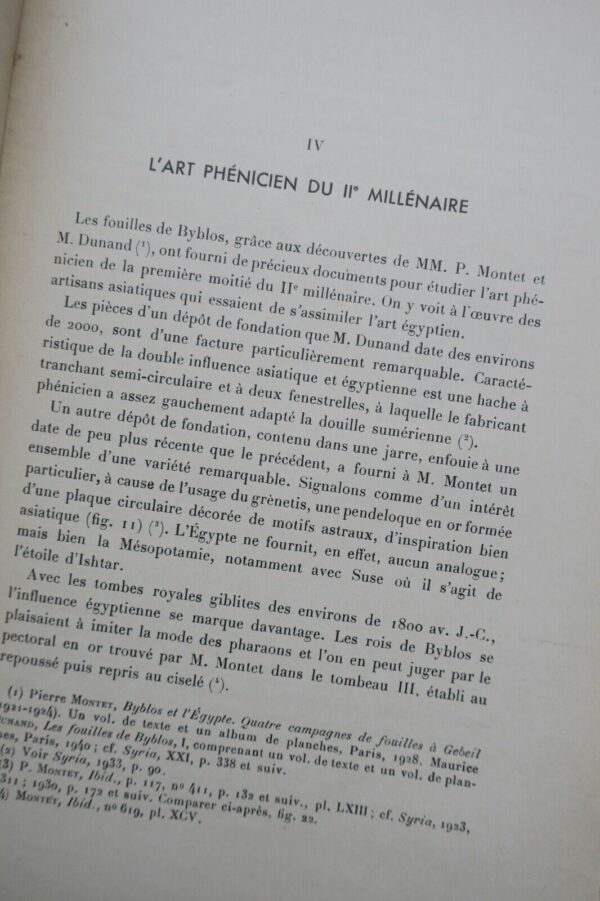 IV
L'ART PHÉNICIEN DU IIe MILLÉNAIRE
Les fouilles de Byblos, grâce aux découvertes de MM. P. Montet et
M. Dunand (1), ont fourni de précieux documents pour étudier l'art phé-
nicien de la première moitié du IIe millénaire. On y voit à l'œuvre des
artisans asiatiques qui essaient de s'assimiler l'art égyptien.
Les pièces d'un dépôt de fondation que M. Dunand date des environs
de 2000, sont d'une facture particulièrement remarquable. Caracté-
ristique de la double influence asiatique et égyptienne est une hache à
tranchant semi-circulaire et à deux fenestrelles, à laquelle le fabricant
phénicien a assez gauchement adapté la douille sumérienne (2).
Un autre dépôt de fondation, contenu dans une jarre, enfouie à une
date de peu plus récente que le précédent, a fourni à M. Montet un
ensemble d'une variété remarquable. Signalons comme d'un intérêt
particulier, à cause de l'usage du grènetis, une pendeloque en or formée
d'une plaque circulaire décorée de motifs astraux, d'inspiration bien
asiatique (fig. 11) (3). L'Égypte ne fournit, en effet, aucun analogue;
mais bien la Mésopotamie, notamment avec Suse où il s'agit de
l'étoile d'Ishtar.
Avec les tombes royales giblites des environs de 1800 av. J.-C.,
l'influence égyptienne se marque davantage. Les rois de Byblos se
plaisaient à imiter la mode des pharaons et l'on en peut juger par le
pectoral en or trouvé par M. Montet dans le tombeau III, établi au
repoussé puis repris au ciselé (4).
(1) Pierre MONTET, Byblos et l'Égypte. Quatre campagnes de fouilles à Gebeil
1921-1924). Un vol. de texte et un album de planches, Paris, 1928. Maurice
DUNAND, Les fouilles de Byblos, I, comprenant un vol. de texte et un vol. de plan-
hes, Paris, 1940; cf. Syria, XXI, p. 338 et suiv.
(2) Voir Syria, 1933, p. 90.
(3) P. MONTET, Ibid., p. 117, n° 411, p. 132 et suiv., pl. LXIII; cf. Syria, 1923,
311; 1930, p. 172 et suiv. Comparer ci-après, fig. 22.
4) MONTET, Ibid., n° 619, pl. XCV.